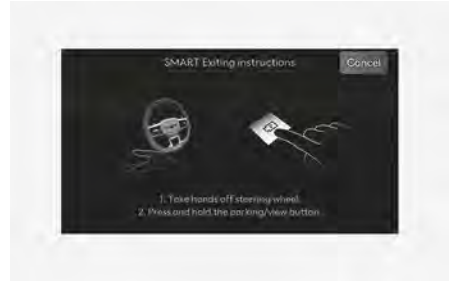 SMART Exiting instructions
Cancel
1. Take hands off steering wheel.
2. Press and hold the parking/view button.